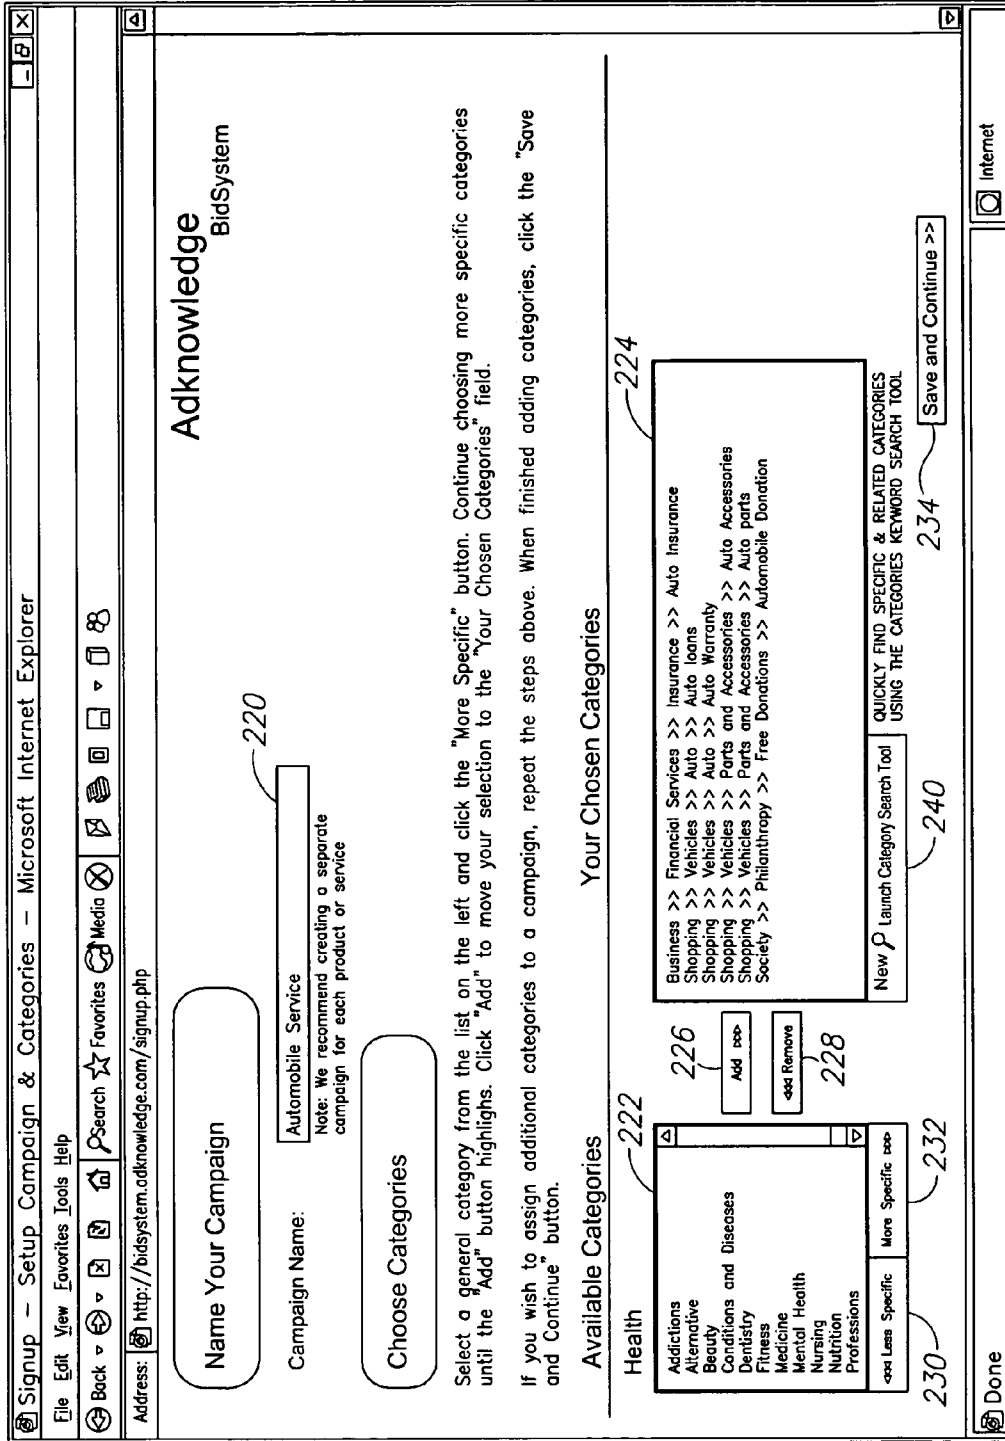 Signup – Setup Campaign & Categories – Microsoft Internet Explorer
File Edit View Favorites Tools Help
Back Search Favorites Media
Address: http://bidsystem.adknowledge.com/signup.php
Adknowledge
BidSystem
Name Your Campaign
Campaign Name: Automobile Service
220
Note: We recommend creating a separate
campaign for each product or service
Choose Categories
Select a general category from the list on the left and click the "More Specific" button. Continue choosing more specific categories
until the "Add" button highlighs. Click "Add" to move your selection to the "Your Chosen Categories" field.
If you wish to assign additional categories to a campaign, repeat the steps above. When finished adding categories, click the "Save
and Continue" button.
Available Categories
Your Chosen Categories
Health
222
Addictions
Alternative
Beauty
Conditions and Diseases
Dentistry
Fitness
Medicine
Mental Health
Nursing
Nutrition
Professions
<<< Less Specific
More Specific >>>
230
232
226
Add >>>
<<< Remove
228
224
Business >> Financial Services >> Insurance >> Auto Insurance
Shopping >> Vehicles >> Auto >> Auto loans
Shopping >> Vehicles >> Auto >> Auto Warranty
Shopping >> Vehicles >> Parts and Accessories >> Auto Accessories
Shopping >> Vehicles >> Parts and Accessories >> Auto parts
Society >> Philanthropy >> Free Donations >> Automobile Donation
New Launch Category Search Tool
QUICKLY FIND SPECIFIC & RELATED CATEGORIES
USING THE CATEGORIES KEYWORD SEARCH TOOL
240
234
Save and Continue >>
Done
Internet